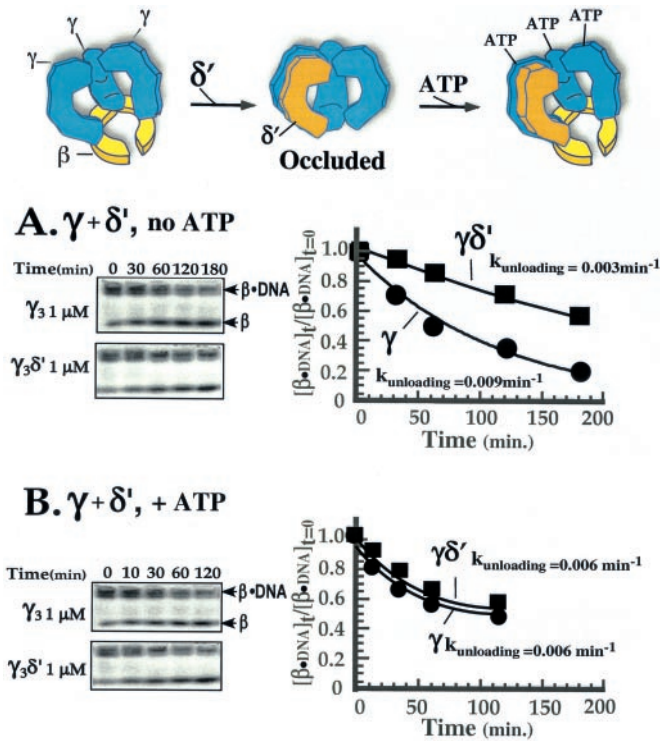 γ γ γ
δ′
β
δ′
Occluded
ATP
ATP ATP ATP
A. γ + δ', no ATP
Time(min) 0 30 60 120 180
γ3 1 μM
β•DNA
β
γ3δ' 1 μM
[β•DNA]t/[β•DNA]t=0
1.0
0.8
0.6
0.4
0.2
0
γδ'
kunloading = 0.003min-1
γ
kunloading =0.009min-1
0 50 100 150 200
Time (min.)
B. γ + δ', + ATP
Time(min) 0 10 30 60 120
γ3 1 μM
β•DNA
β
γ3δ' 1 μM
[β•DNA]t/[β•DNA]t=0
1.0
0.8
0.6
0.4
0.2
0
γδ′ kunloading =0.006 min-1
γ kunloading =0.006 min-1
0 50 100 150 200
Time (min.)